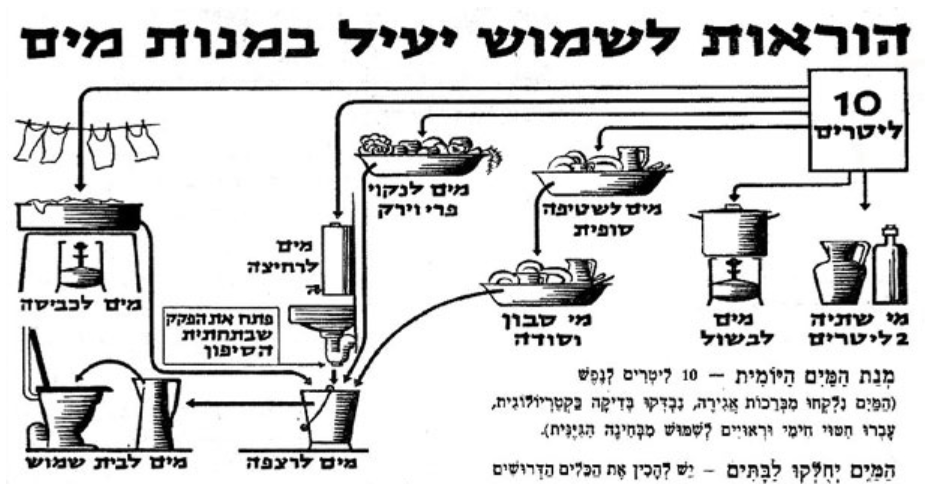 הוראות לשמוש יעיל במנות מים
10
ליטרים
מים לנקוי
פרי וירק
מים לשטיפה
סופית
מים
לרחיצה
מים לכביסה
מי סבון
וסודה
מים
לבשול
מי שתיה
2 ליטרים
פתח את הפקק
שבתחתית
הסיפון
מים לבית שמוש
מים לרצפה
מְנַת הַמַּיִם הַיּוֹמִית – 10 לִיטְרִים לְנֶפֶשׁ
(הַמַּיִם נִלְקְחוּ מִבְּרֵכוֹת אֲגִירָה, נִבְדְּקוּ בְּדִיקָה בַּקְטֶרְיוֹלוֹגִית,
עָבְרוּ חִטּוּי חִימִי וּרְאוּיִים לְשִׁמּוּשׁ מִבְּחִינָה הִגְיֵנִית).
הַמַּיִם יְחֻלְּקוּ לַבָּתִּים – יֵשׁ לְהָכִין אֶת הַכֵּלִים הַדְּרוּשִׁים